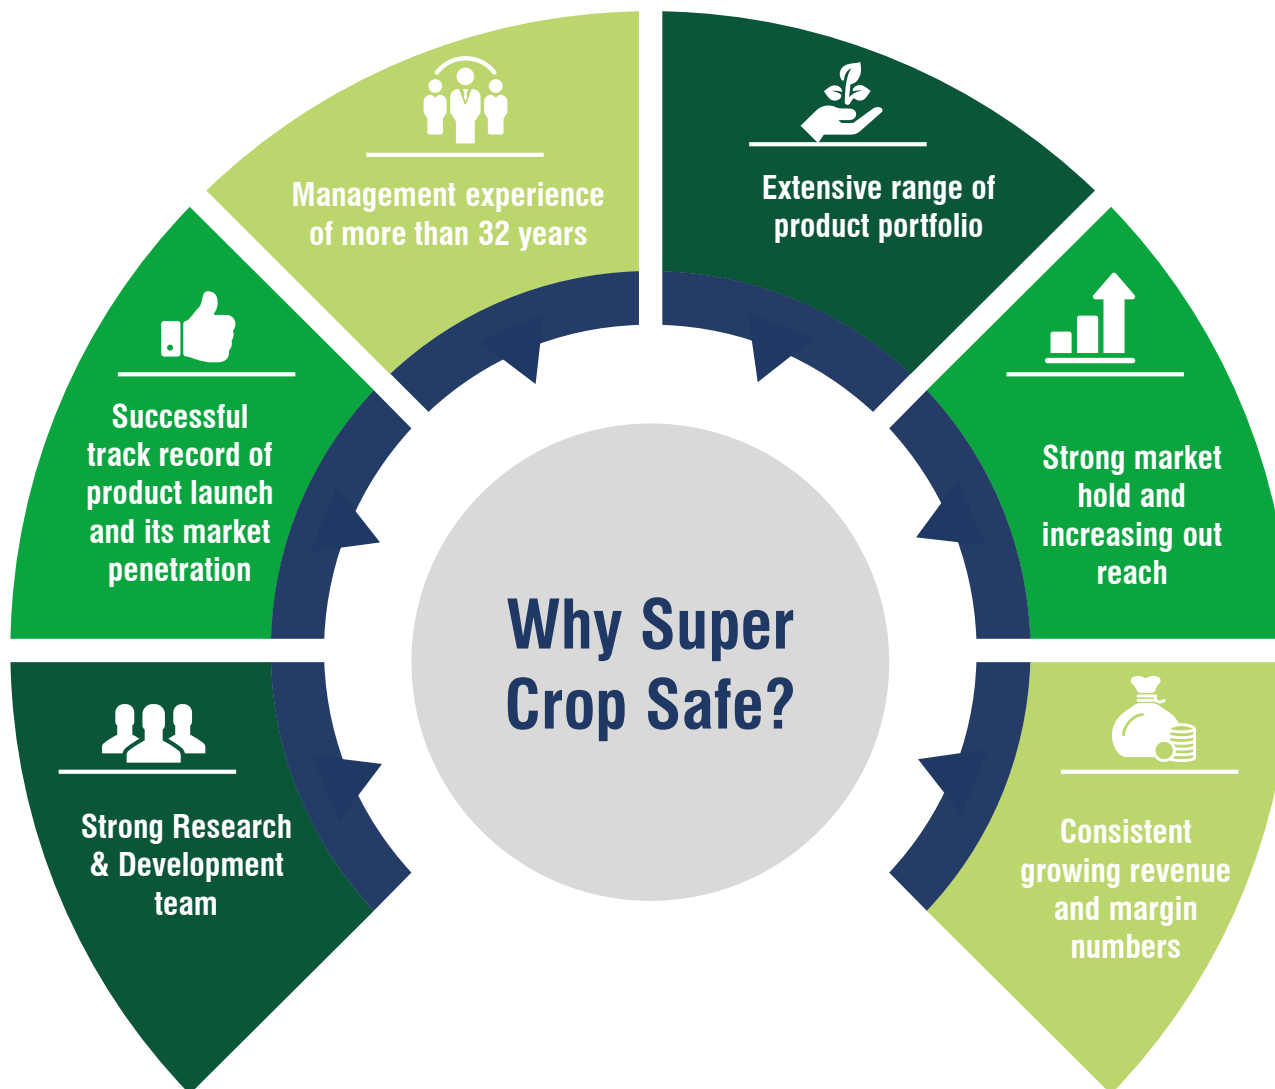 Management experience
of more than 32 years
Extensive range of
product portfolio
Successful
track record of
product launch
and its market
penetration
Strong market
hold and
increasing out
reach
Why Super
Crop Safe?
Strong Research
& Development
team
Consistent
growing revenue
and margin
numbers